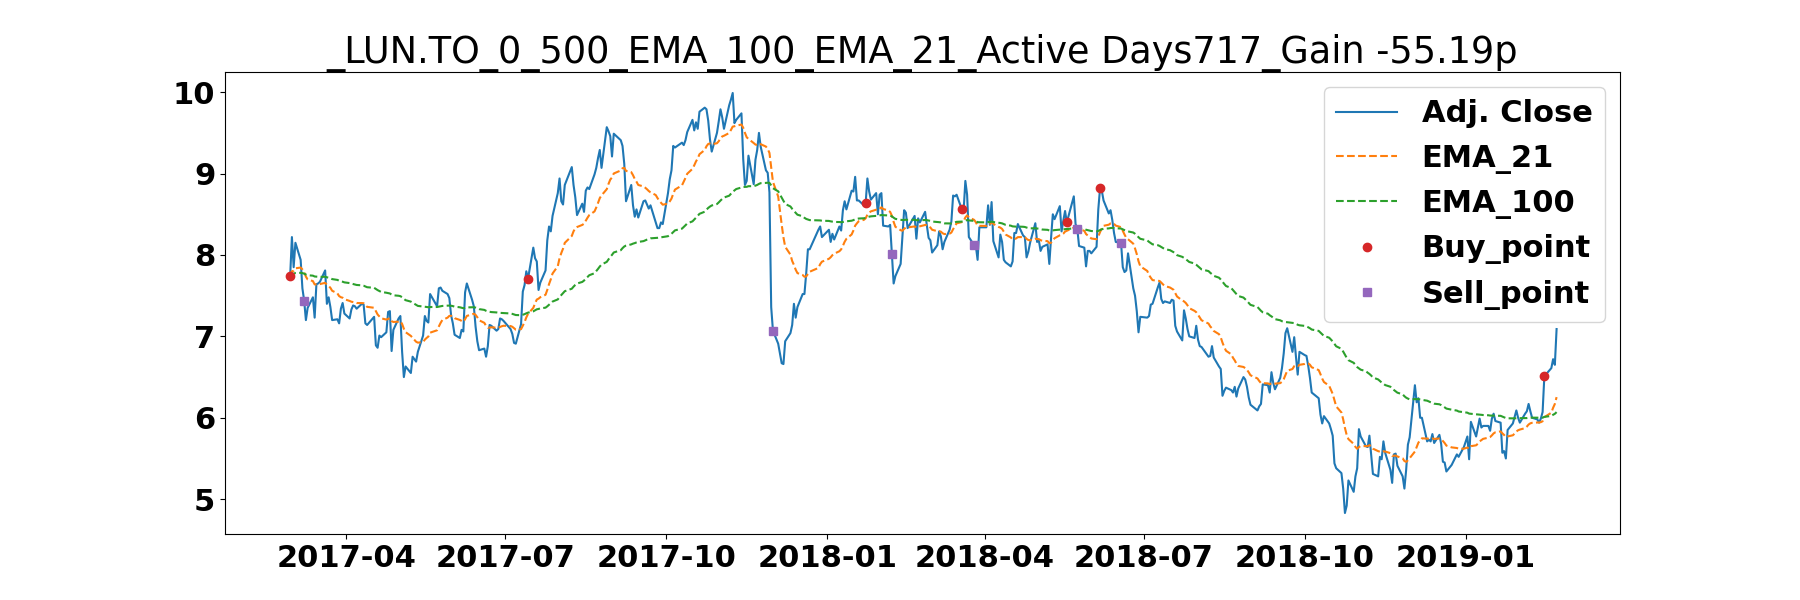 _LUN.TO_0_500_EMA_100_EMA_21_Active Days717_Gain -55.19p
10
9
8
7
6
5
Adj. Close
EMA_21
EMA_100
Buy_point
Sell_point
2017-04 2017-07 2017-10 2018-01 2018-04 2018-07 2018-10 2019-01